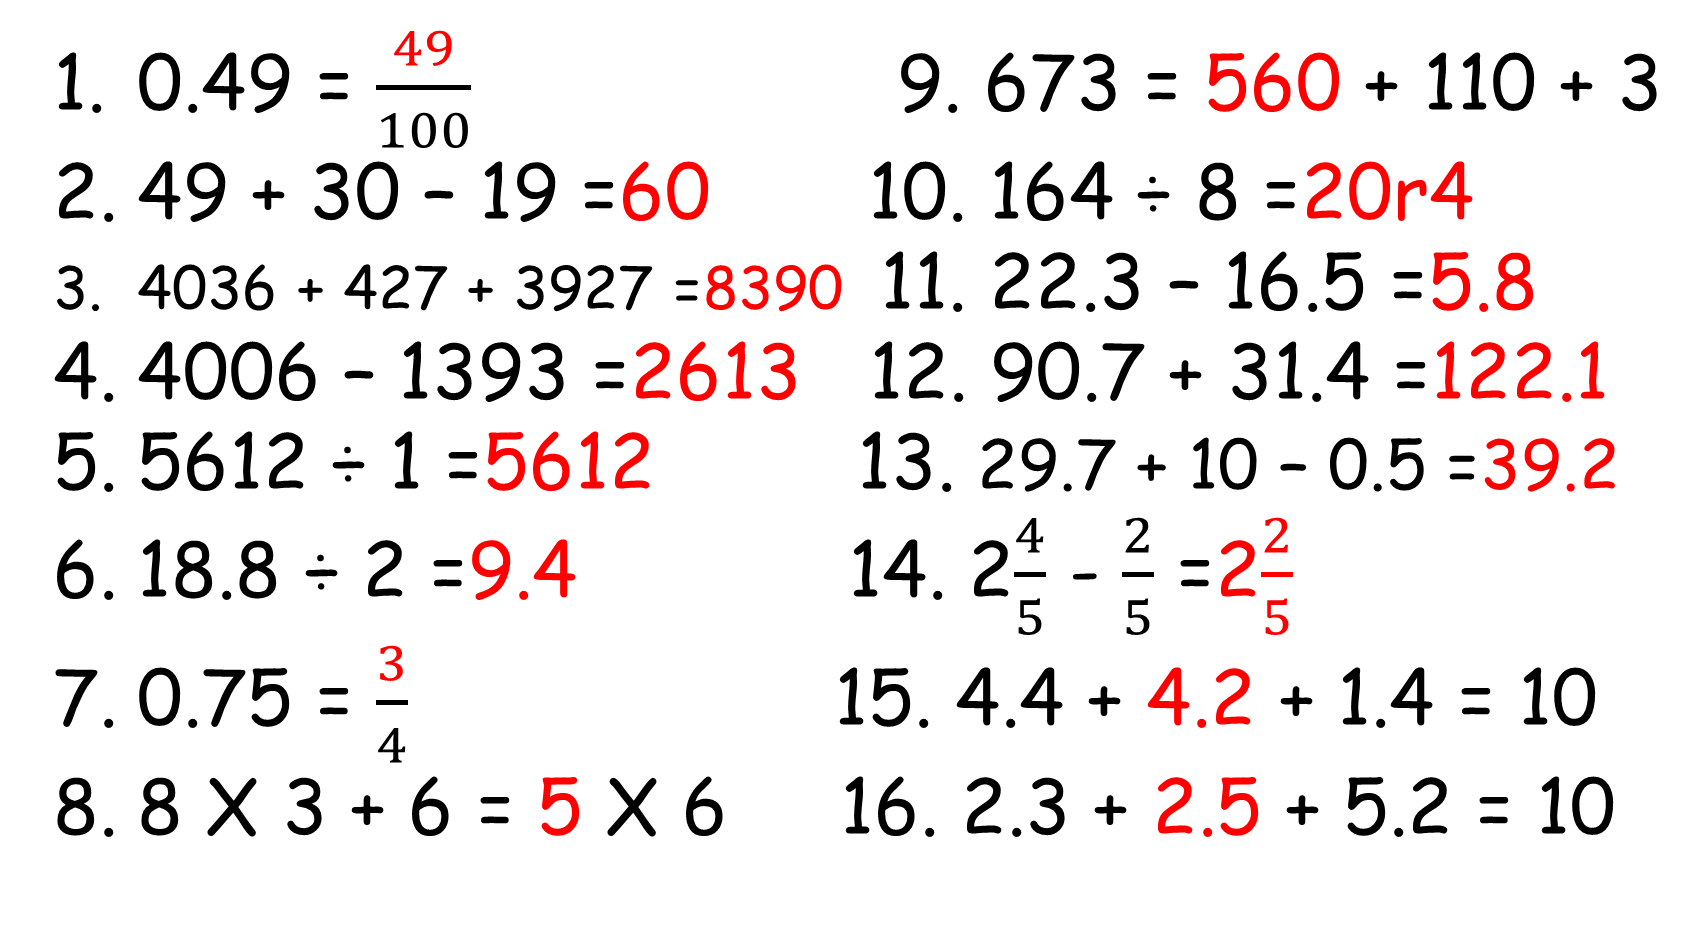 1. 0.49 = 49/100
2. 49 + 30 – 19 =60
3. 4036 + 427 + 3927 =8390
4. 4006 – 1393 =2613
5. 5612 ÷ 1 =5612
6. 18.8 ÷ 2 =9.4
7. 0.75 = 3/4
8. 8 X 3 + 6 = 5 X 6
9. 673 = 560 + 110 + 3
10. 164 ÷ 8 =20r4
11. 22.3 – 16.5 =5.8
12. 90.7 + 31.4 =122.1
13. 29.7 + 10 – 0.5 =39.2
14. 2 4/5 - 2/5 =2 2/5
15. 4.4 + 4.2 + 1.4 = 10
16. 2.3 + 2.5 + 5.2 = 10